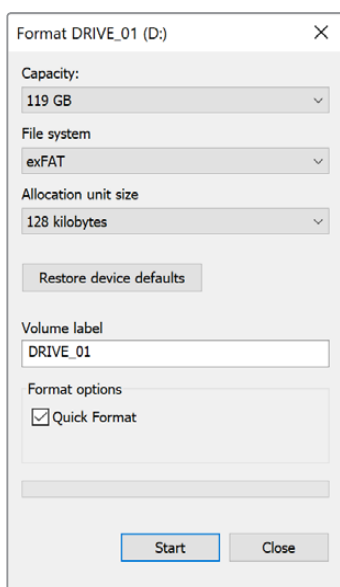 Format DRIVE_01 (D:)
Capacity:
119 GB
File system
exFAT
Allocation unit size
128 kilobytes
Restore device defaults
Volume label
DRIVE_01
Format options
Quick Format
Start Close